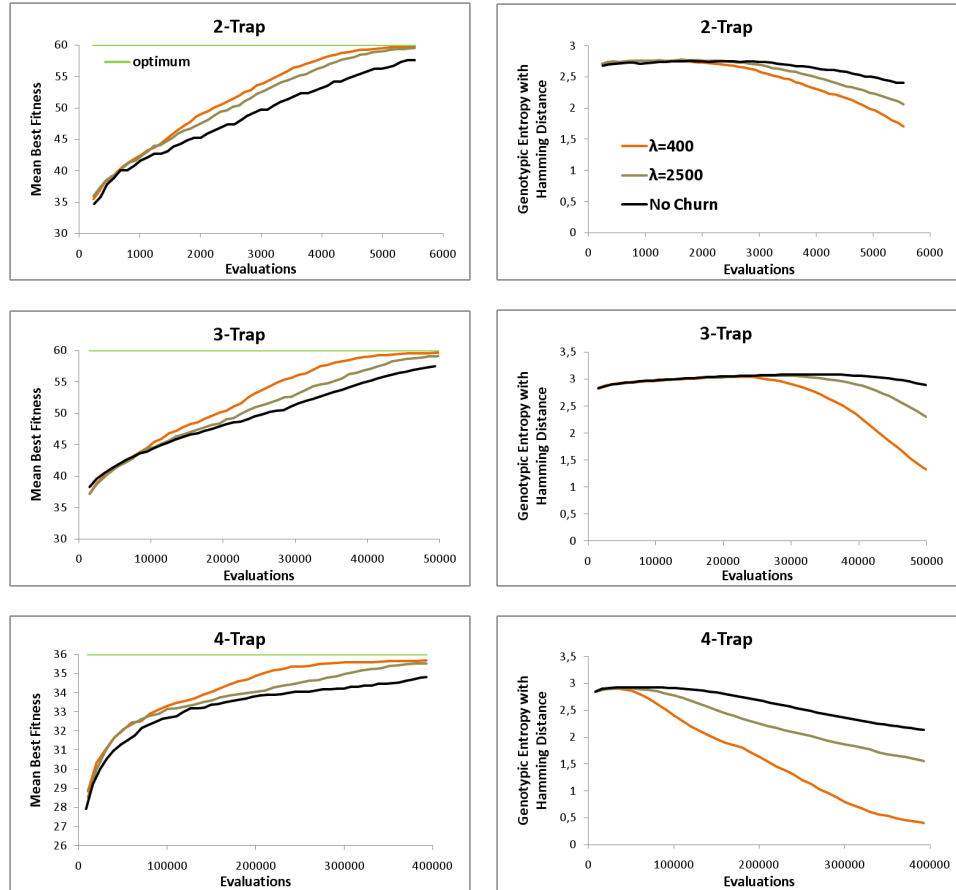 2-Trap
60
55
50
45
40
35
30
optimum
Mean Best Fitness
0 1000 2000 3000 4000 5000 6000
Evaluations
2-Trap
3
2,5
2
1,5
1
0,5
0
λ=400
λ=2500
No Churn
Genotypic Entropy with
Hamming Distance
0 1000 2000 3000 4000 5000 6000
Evaluations
3-Trap
60
55
50
45
40
35
30
Mean Best Fitness
0 10000 20000 30000 40000 50000
Evaluations
3-Trap
3,5
3
2,5
2
1,5
1
0,5
0
Genotypic Entropy with
Hamming Distance
0 10000 20000 30000 40000 50000
Evaluations
4-Trap
36
35
34
33
32
31
30
29
28
27
26
Mean Best Fitness
0 100000 200000 300000 400000
Evaluations
4-Trap
3,5
3
2,5
2
1,5
1
0,5
0
Genotypic Entropy with
Hamming Distance
0 100000 200000 300000 400000
Evaluations